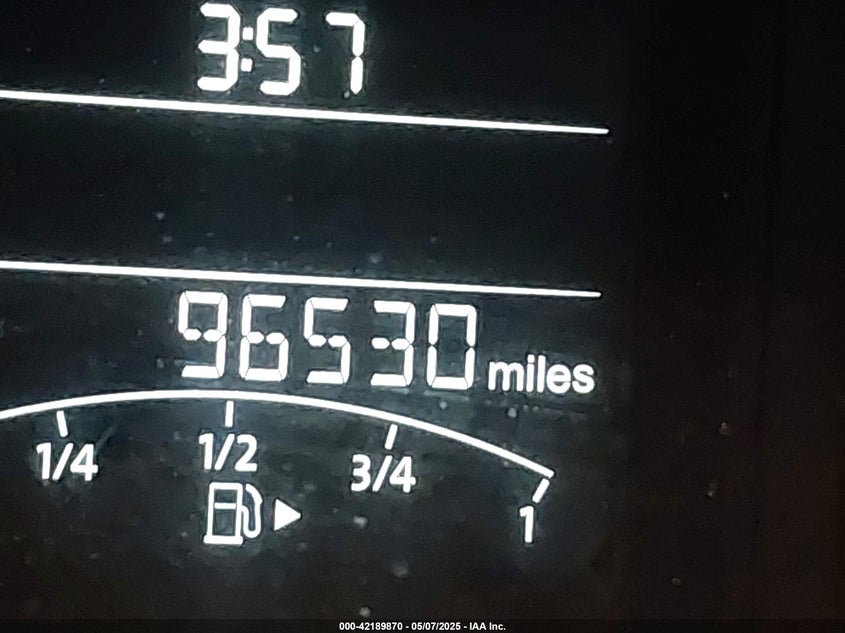 3:57
96530 miles
1/4 1/2 3/4 1
000-42189870 - 05/07/2025 - IAA Inc.